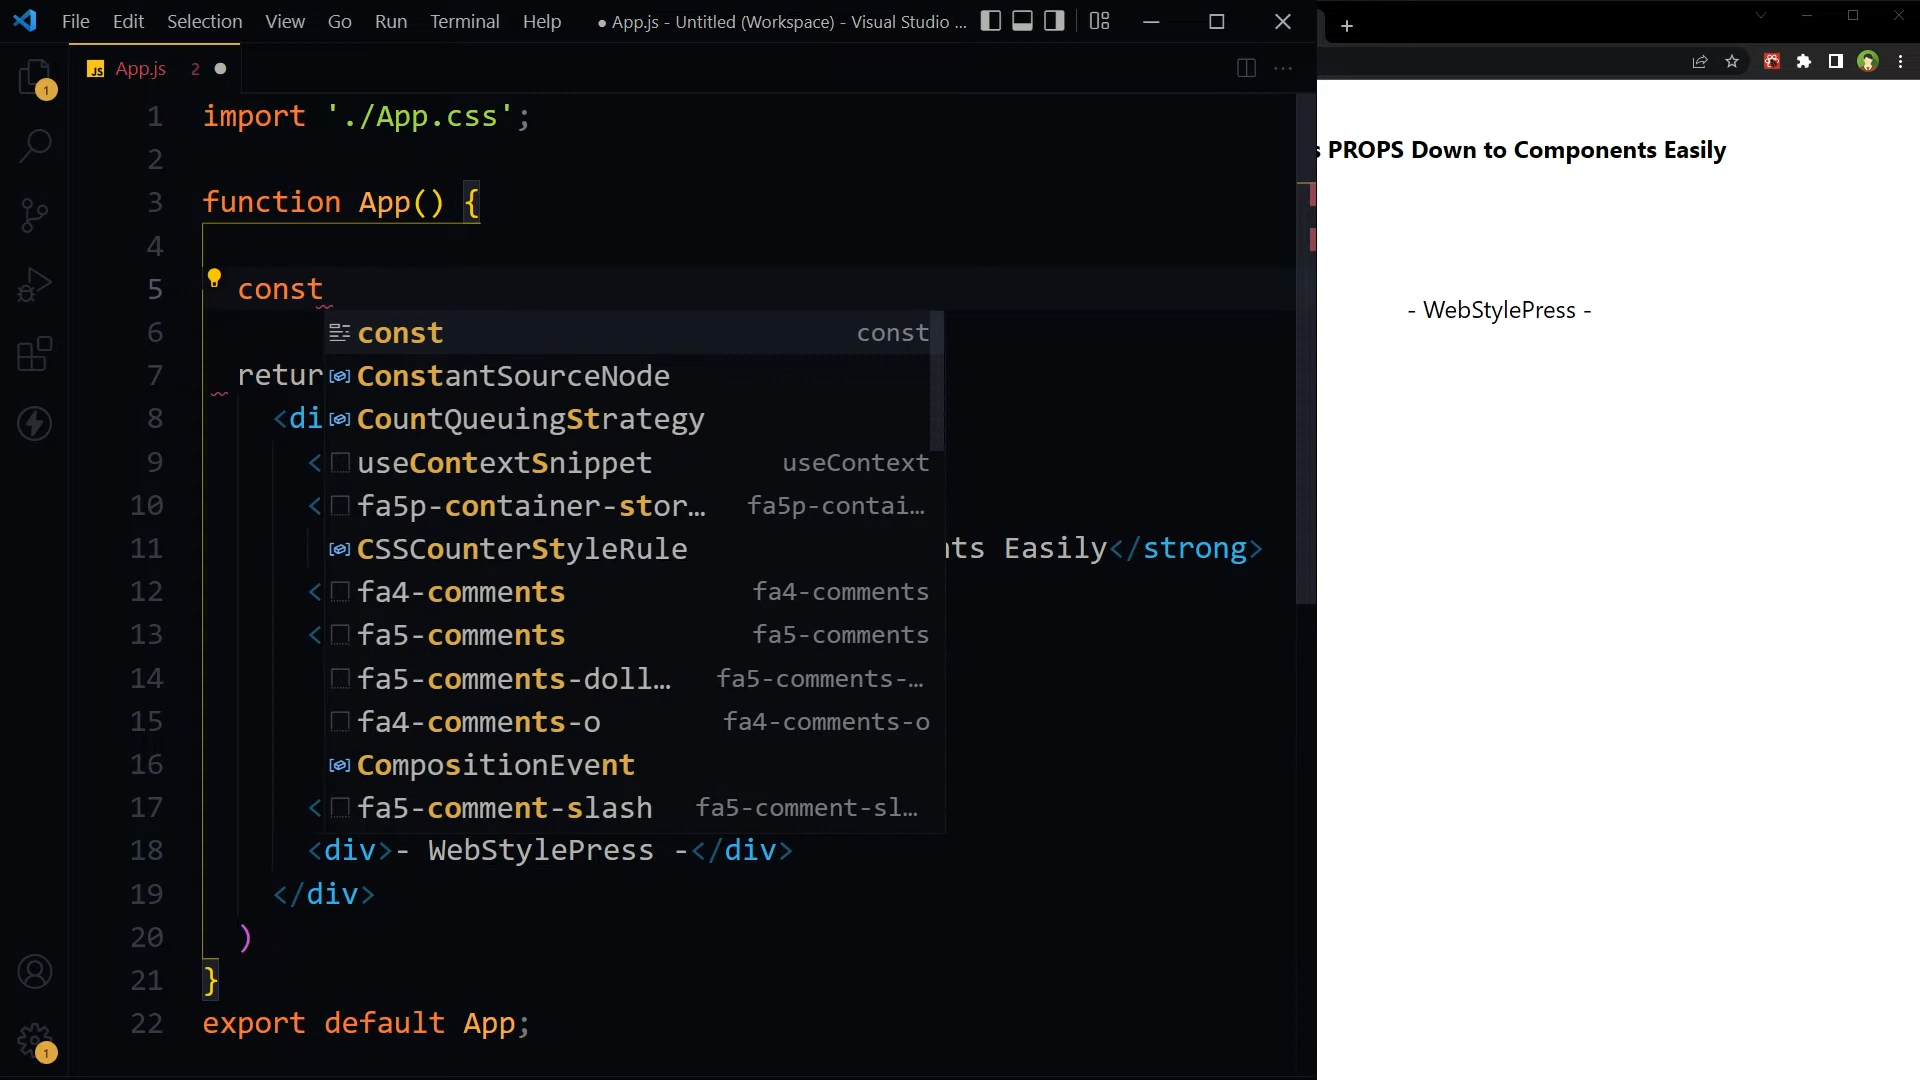 File Edit Selection View Go Run Terminal Help ● App.js - Untitled (Workspace) - Visual Studio ...
JS App.js 2 ●
1 import './App.css';
2
3 function App() {
4
5 const
6
7 retur
8 <di
9 <
10 <
11 nts Easily</strong>
12 <
13 <
14
15
16
17 <
18 <div>- WebStylePress -</div>
19 </div>
20 )
21 }
22 export default App;
const const
ConstantSourceNode
CountQueuingStrategy
useContextSnippet useContext
fa5p-container-stor… fa5p-contai…
CSSCounterStyleRule
fa4-comments fa4-comments
fa5-comments fa5-comments
fa5-comments-doll… fa5-comments-…
fa4-comments-o fa4-comments-o
CompositionEvent
fa5-comment-slash fa5-comment-sl…
1
1
s PROPS Down to Components Easily
- WebStylePress -